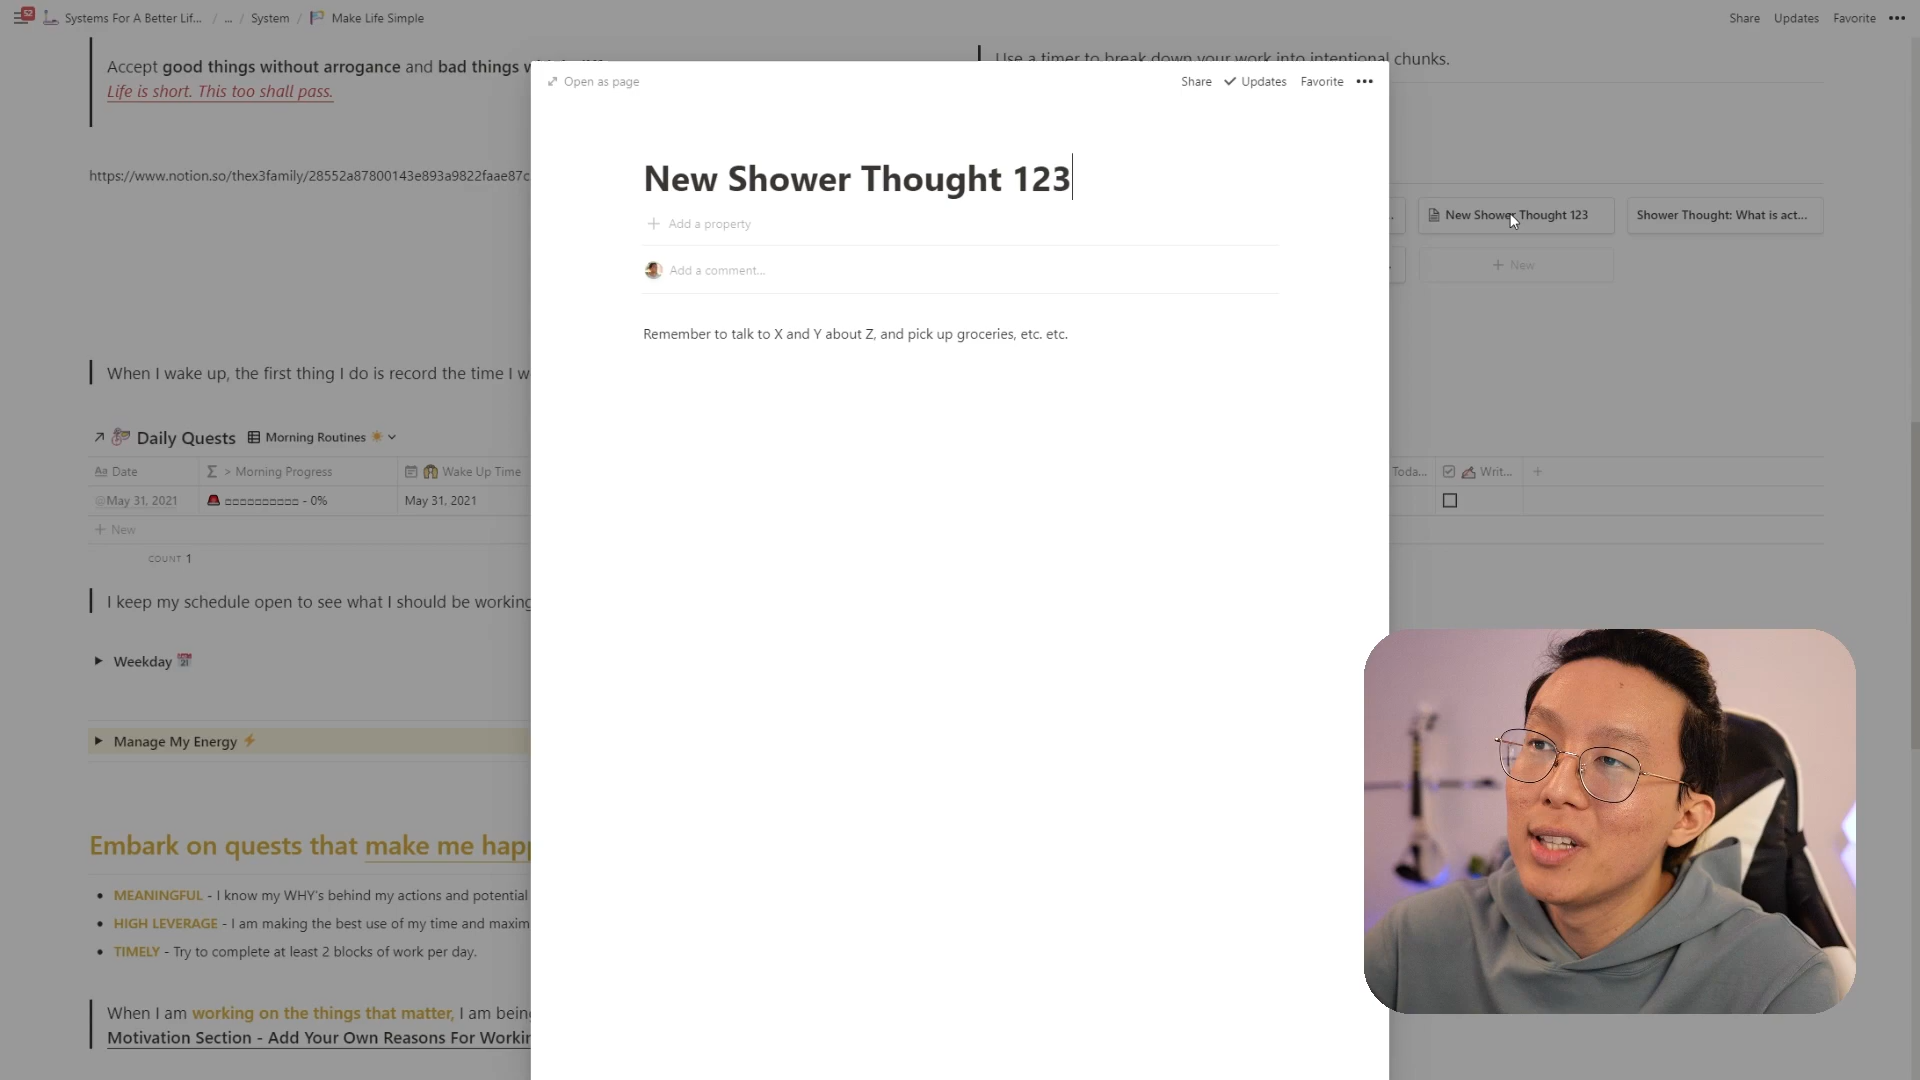 52 Systems For A Better Lif... / ... / System / Make Life Simple
Share Updates Favorite
Accept good things without arrogance and bad things w
Life is short. This too shall pass.
Use a timer to break down your work into intentional chunks.
https://www.notion.so/thex3family/28552a87800143e893a9822faae87c
Open as page
Share Updates Favorite
New Shower Thought 123
Add a property
Add a comment...
Remember to talk to X and Y about Z, and pick up groceries, etc. etc.
New Shower Thought 123
Shower Thought: What is act...
New
When I wake up, the first thing I do is record the time I w
Daily Quests Morning Routines
Aa Date > Morning Progress Wake Up Time Toda... Writ...
@May 31, 2021 - 0% May 31, 2021
New
COUNT 1
I keep my schedule open to see what I should be working
Weekday
Manage My Energy
Embark on quests that make me hap
MEANINGFUL - I know my WHY's behind my actions and potential
HIGH LEVERAGE - I am making the best use of my time and maxim
TIMELY - Try to complete at least 2 blocks of work per day.
When I am working on the things that matter, I am bein
Motivation Section - Add Your Own Reasons For Workin